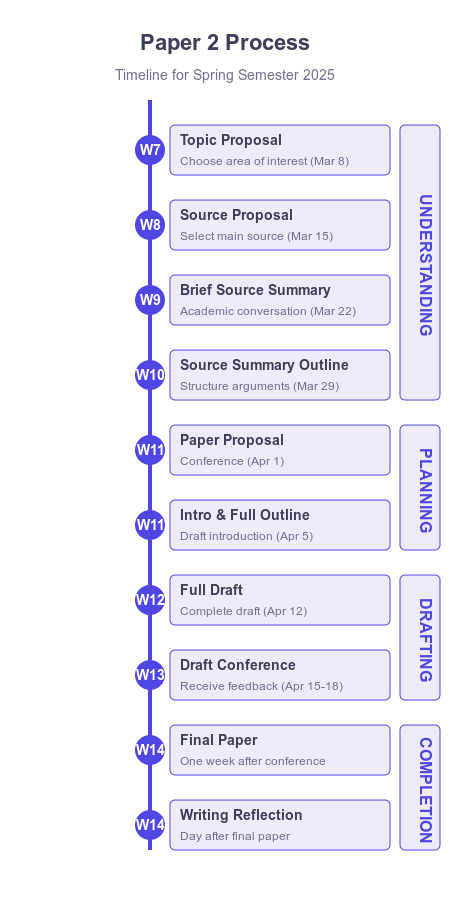 Paper 2 Process
Timeline for Spring Semester 2025
W7
Topic Proposal
Choose area of interest (Mar 8)
W8
Source Proposal
Select main source (Mar 15)
W9
Brief Source Summary
Academic conversation (Mar 22)
W10
Source Summary Outline
Structure arguments (Mar 29)
UNDERSTANDING
W11
Paper Proposal
Conference (Apr 1)
W11
Intro & Full Outline
Draft introduction (Apr 5)
PLANNING
W12
Full Draft
Complete draft (Apr 12)
W13
Draft Conference
Receive feedback (Apr 15-18)
DRAFTING
W14
Final Paper
One week after conference
W14
Writing Reflection
Day after final paper
COMPLETION